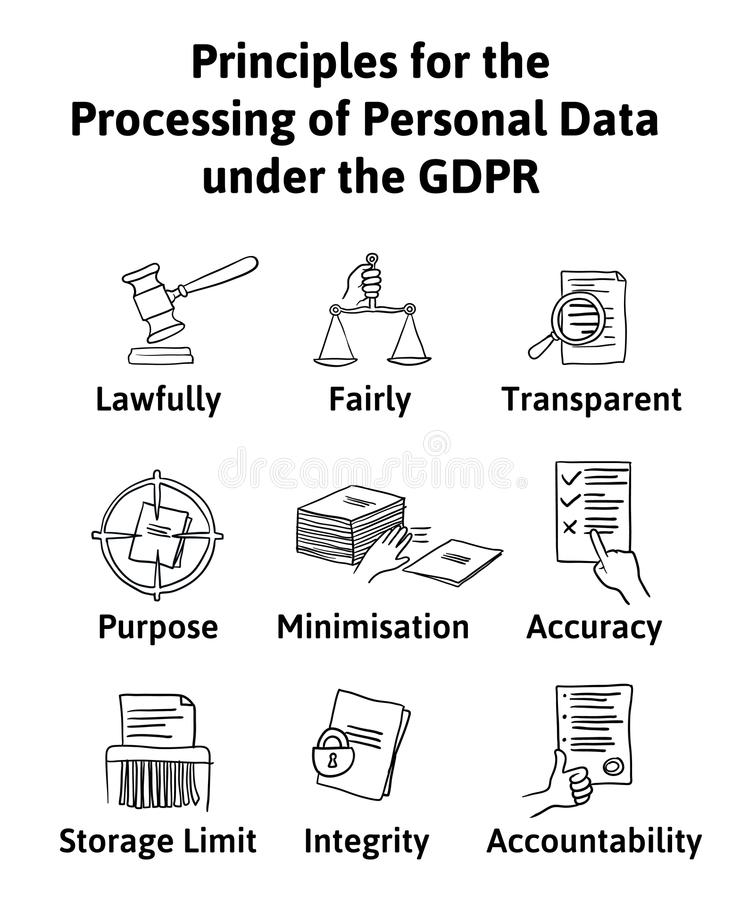 Principles for the
Processing of Personal Data
under the GDPR
Lawfully
Fairly
Transparent
dreamstime.
Purpose
Minimisation
Accuracy
Storage Limit
Integrity
Accountability